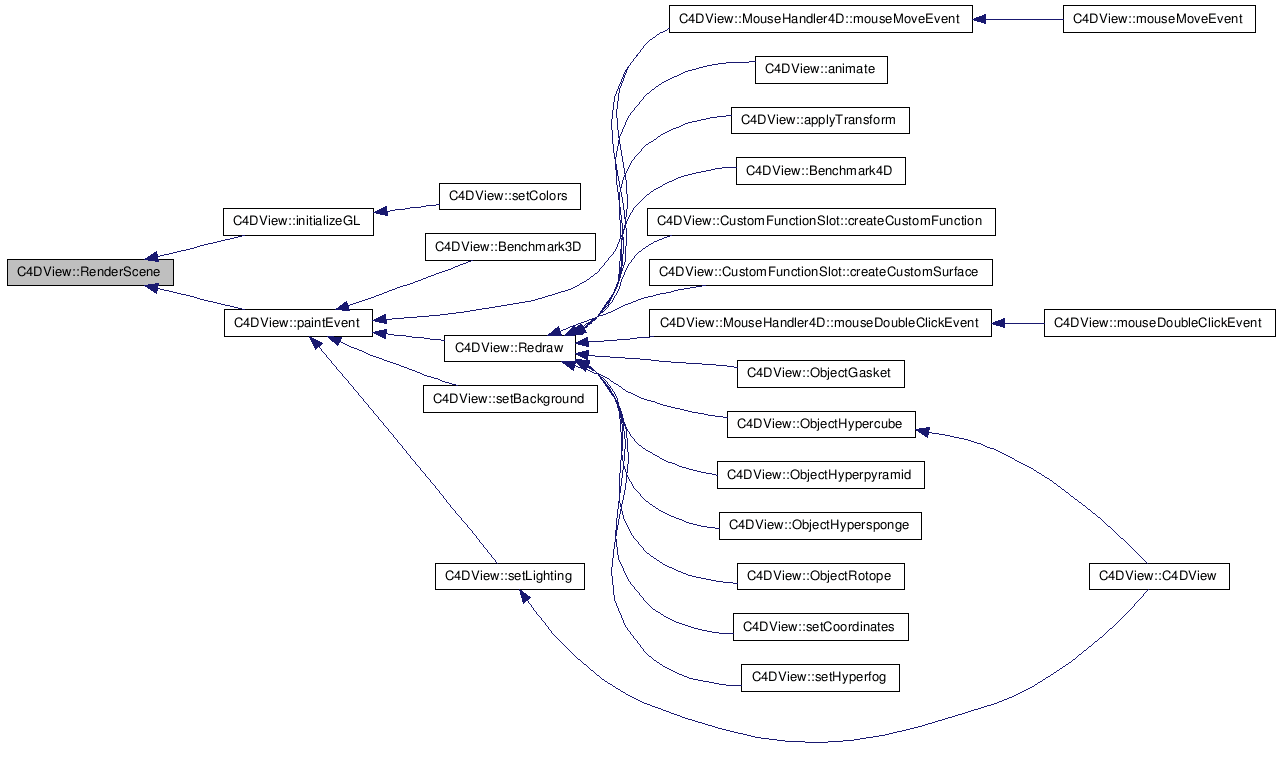 C4DView::MouseHandler4D::mouseMoveEvent
C4DView::mouseMoveEvent
C4DView::animate
C4DView::applyTransform
C4DView::Benchmark4D
C4DView::setColors
C4DView::initializeGL
C4DView::CustomFunctionSlot::createCustomFunction
C4DView::Benchmark3D
C4DView::RenderScene
C4DView::CustomFunctionSlot::createCustomSurface
C4DView::paintEvent
C4DView::MouseHandler4D::mouseDoubleClickEvent
C4DView::mouseDoubleClickEvent
C4DView::Redraw
C4DView::ObjectGasket
C4DView::setBackground
C4DView::ObjectHypercube
C4DView::ObjectHyperpyramid
C4DView::ObjectHypersponge
C4DView::setLighting
C4DView::ObjectRotope
C4DView::C4DView
C4DView::setCoordinates
C4DView::setHyperfog